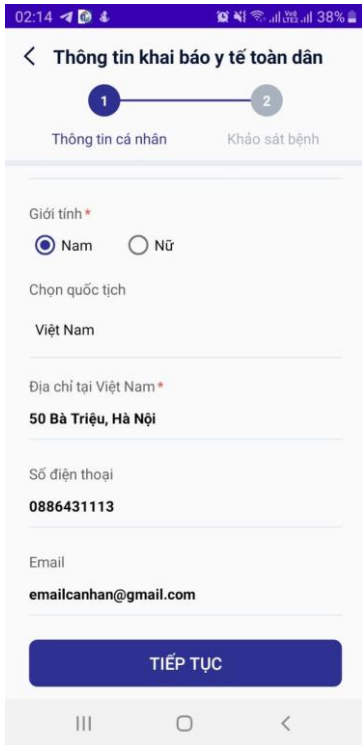 02:14 38%
Thông tin khai báo y tế toàn dân
1 2
Thông tin cá nhân Khảo sát bệnh
Giới tính *
Nam Nữ
Chọn quốc tịch
Việt Nam
Địa chỉ tại Việt Nam *
50 Bà Triệu, Hà Nội
Số điện thoại
0886431113
Email
emailcanhan@gmail.com
TIẾP TỤC